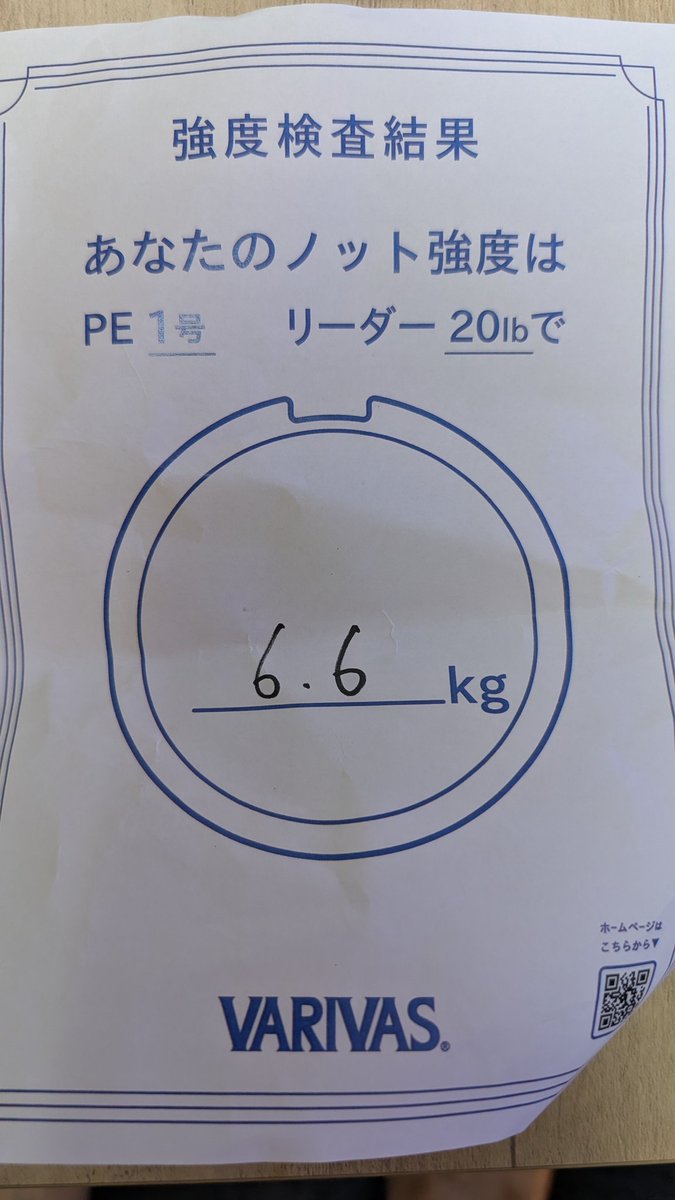 強度検査結果
あなたのノット強度は
PE 1号 リーダー 20lbで
6.6 kg
ホームページは
こちらから▼
VARIVAS®